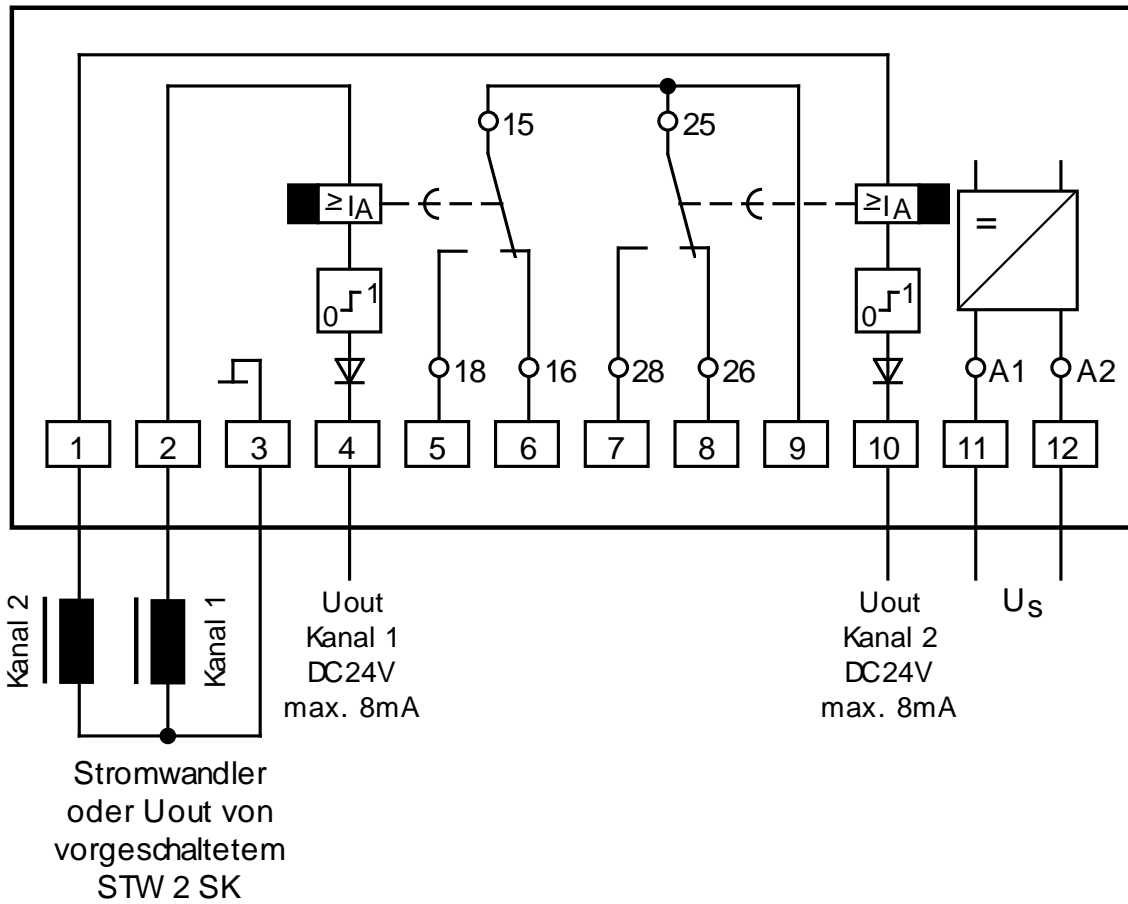 15
25
≥IA
≥IA
=
0 1
0 1
18
16
28
26
A1
A2
1
2
3
4
5
6
7
8
9
10
11
12
Kanal 2
Kanal 1
Uout
Kanal 1
DC24V
max. 8mA
Uout
Kanal 2
DC24V
max. 8mA
US
Stromwandler
oder Uout von
vorgeschaltetem
STW 2 SK